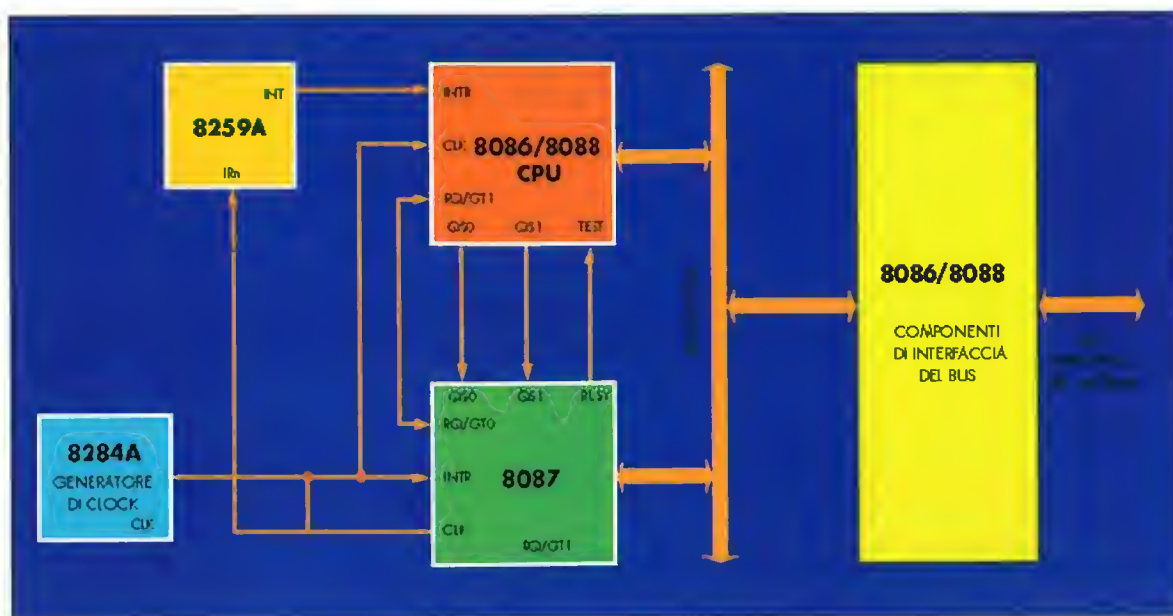 INT
8259A
IRn
INTR
CLK
8086/8088
CPU
RQ/GT1
QS0 QS1 TEST
QS0 QS1 BUSY
RQ/GT0
INTR
8087
CLK
RQ/GT1
8284A
GENERATORE
DI CLOCK
CLK
8086/8088
COMPONENTI
DI INTERFACCIA
DEL BUS